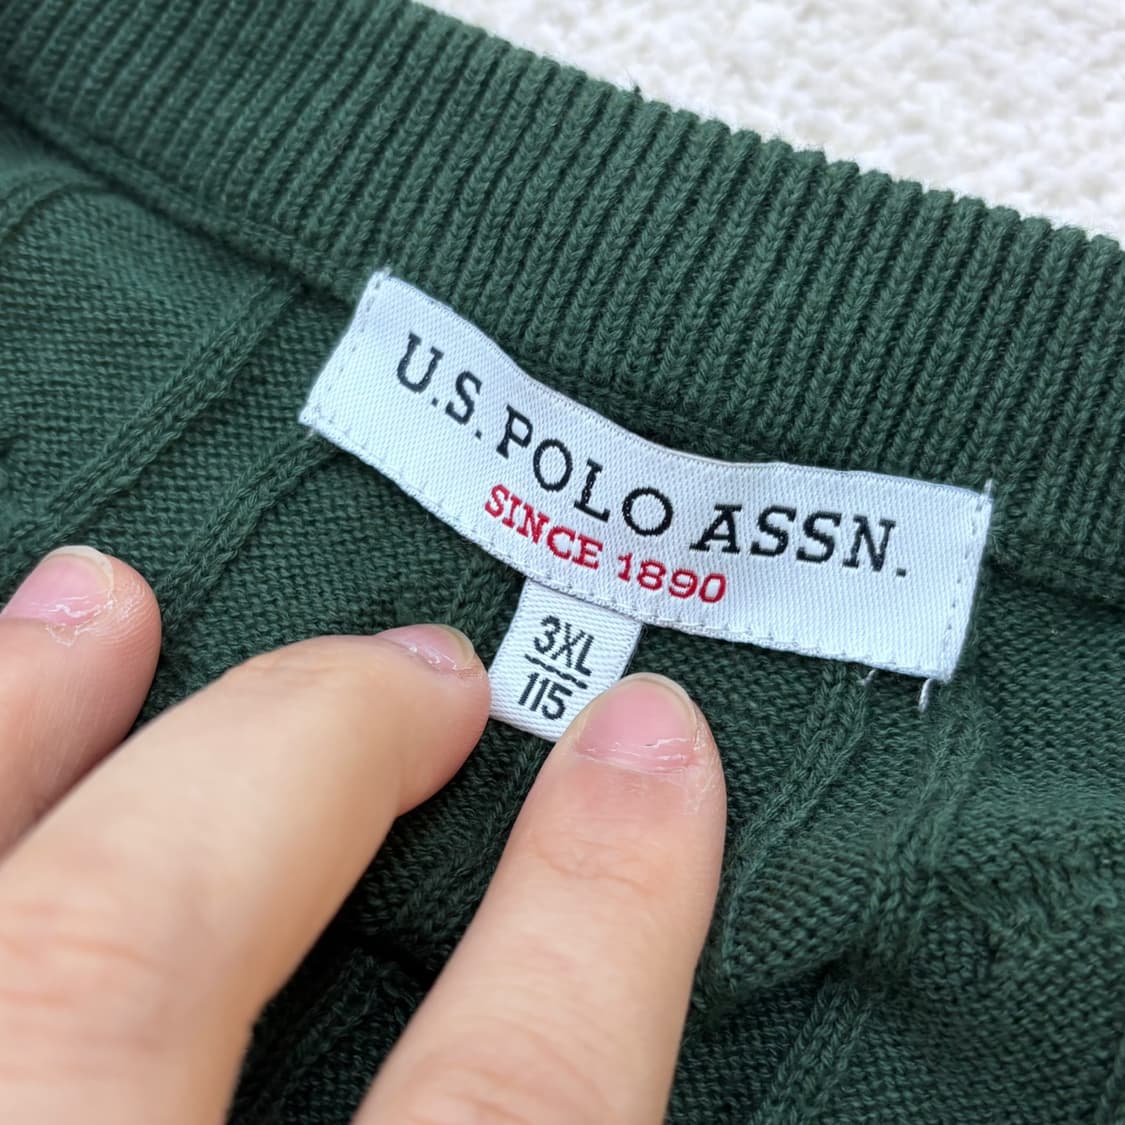 U.S. POLO ASSN.
SINCE 1890
3XL
115